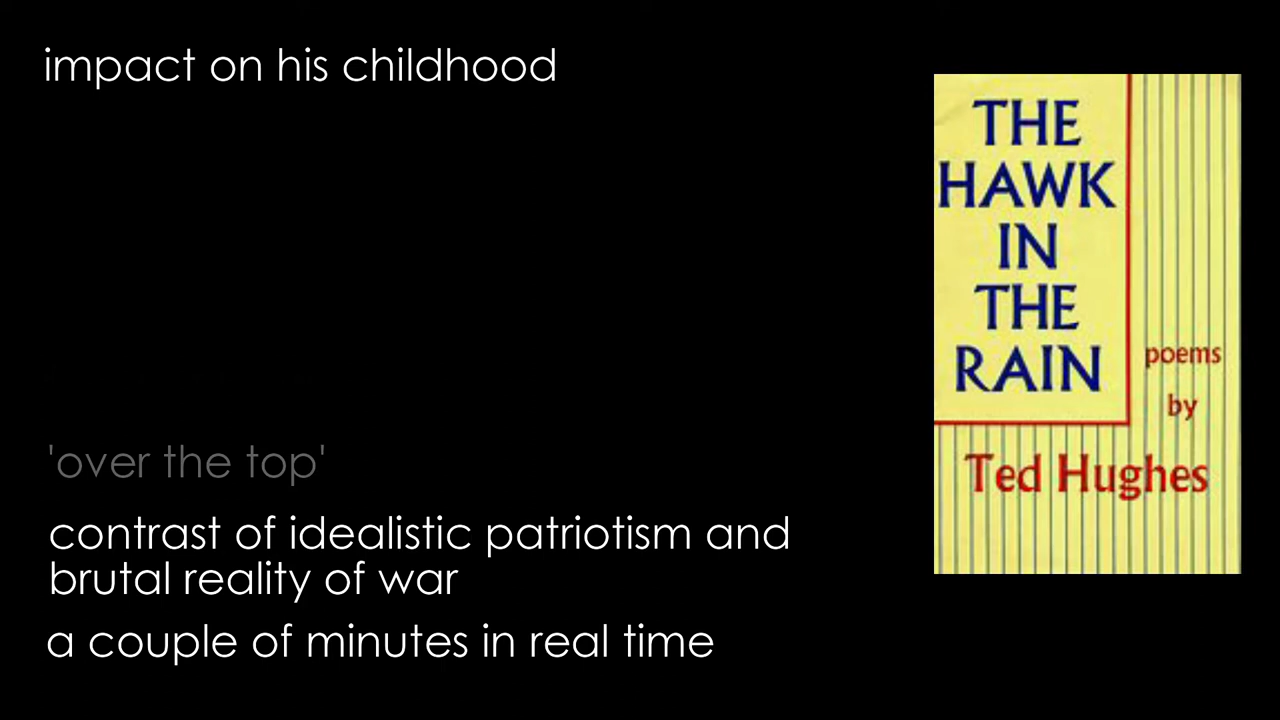 impact on his childhood
THE
HAWK
IN
THE
RAIN
poems
by
Ted Hughes
'over the top'
contrast of idealistic patriotism and
brutal reality of war
a couple of minutes in real time